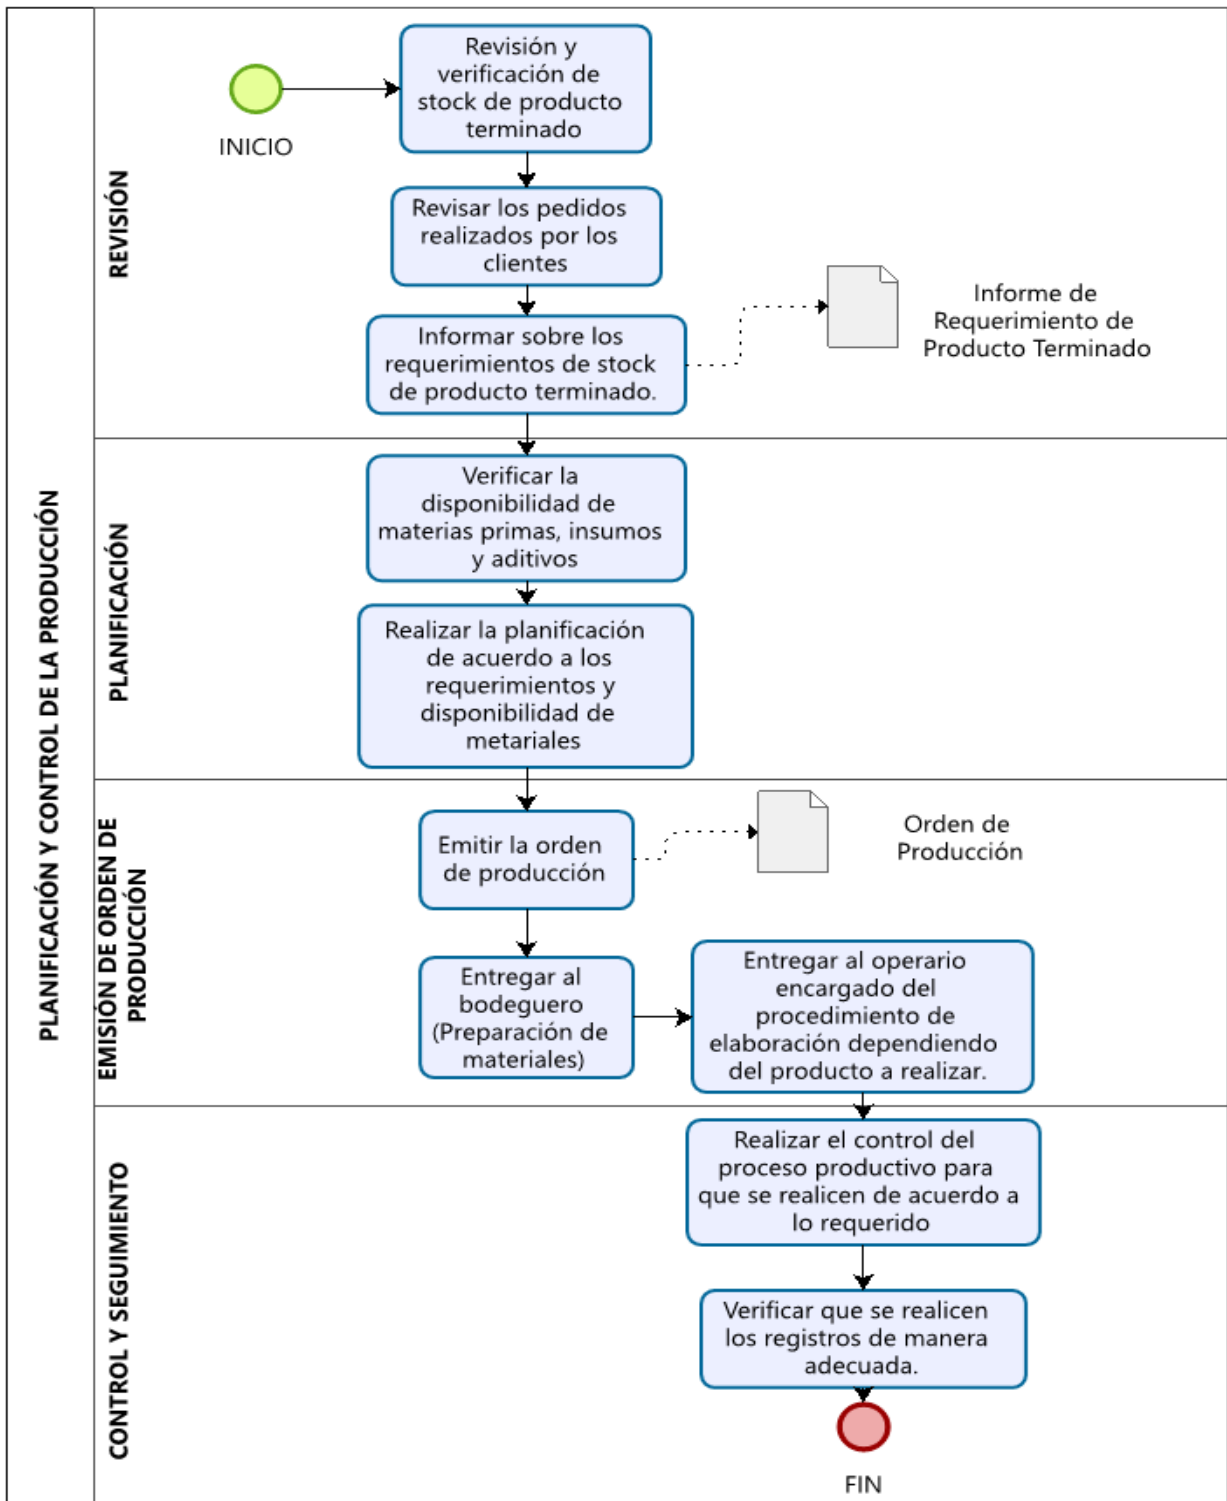 PLANIFICACIÓN Y CONTROL DE LA PRODUCCIÓN
REVISIÓN
INICIO
Revisión y
verificación de
stock de producto
terminado
Revisar los pedidos
realizados por los
clientes
Informar sobre los
requerimientos de stock
de producto terminado.
Informe de
Requerimiento de
Producto Terminado
PLANIFICACIÓN
Verificar la
disponibilidad de
materias primas, insumos
y aditivos
Realizar la planificación
de acuerdo a los
requerimientos y
disponibilidad de
metariales
EMISIÓN DE ORDEN DE
PRODUCCIÓN
Emitir la orden
de producción
Orden de
Producción
Entregar al
bodeguero
(Preparación de
materiales)
Entregar al operario
encargado del
procedimiento de
elaboración dependiendo
del producto a realizar.
CONTROL Y SEGUIMIENTO
Realizar el control del
proceso productivo para
que se realicen de acuerdo a
lo requerido
Verificar que se realicen
los registros de manera
adecuada.
FIN